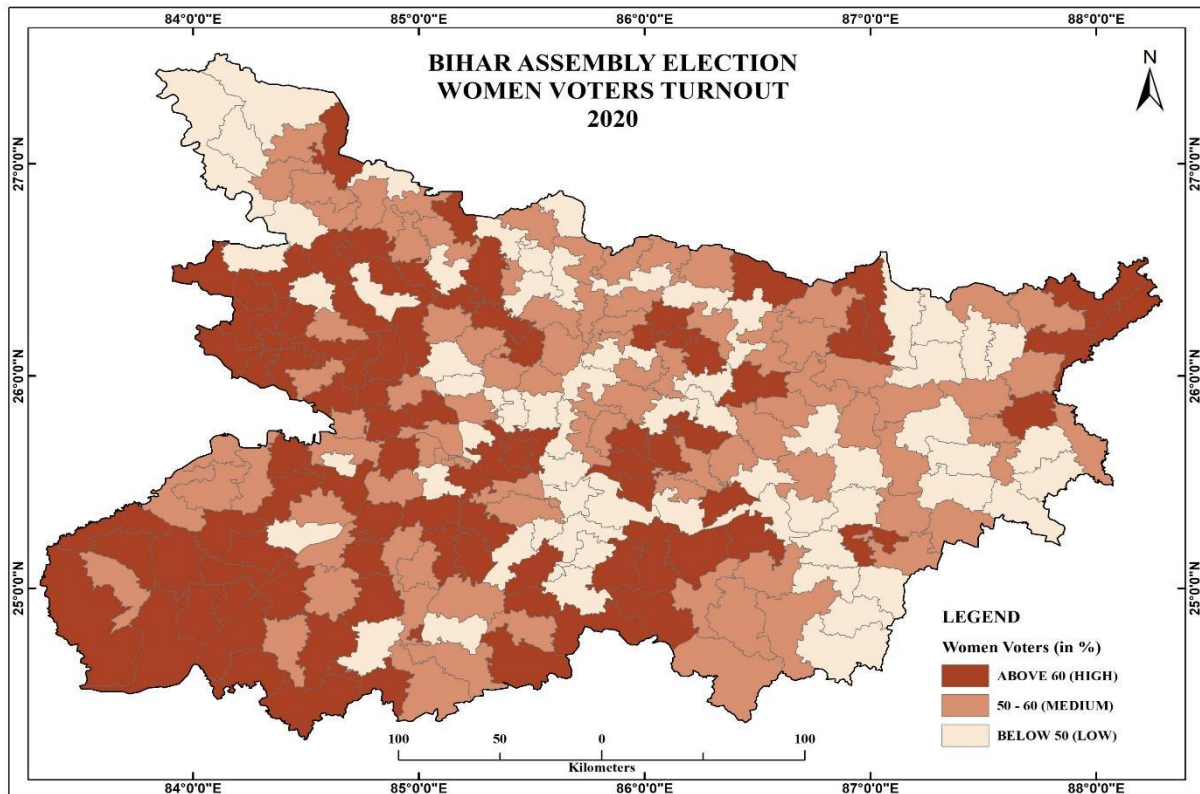 84°0'0"E 85°0'0"E 86°0'0"E 87°0'0"E 88°0'0"E
BIHAR ASSEMBLY ELECTION
WOMEN VOTERS TURNOUT
2020
N
27°0'0"N 27°0'0"N
26°0'0"N 26°0'0"N
25°0'0"N 25°0'0"N
LEGEND
Women Voters (in %)
ABOVE 60 (HIGH)
50 - 60 (MEDIUM)
BELOW 50 (LOW)
100 50 0 100
Kilometers
84°0'0"E 85°0'0"E 86°0'0"E 87°0'0"E 88°0'0"E